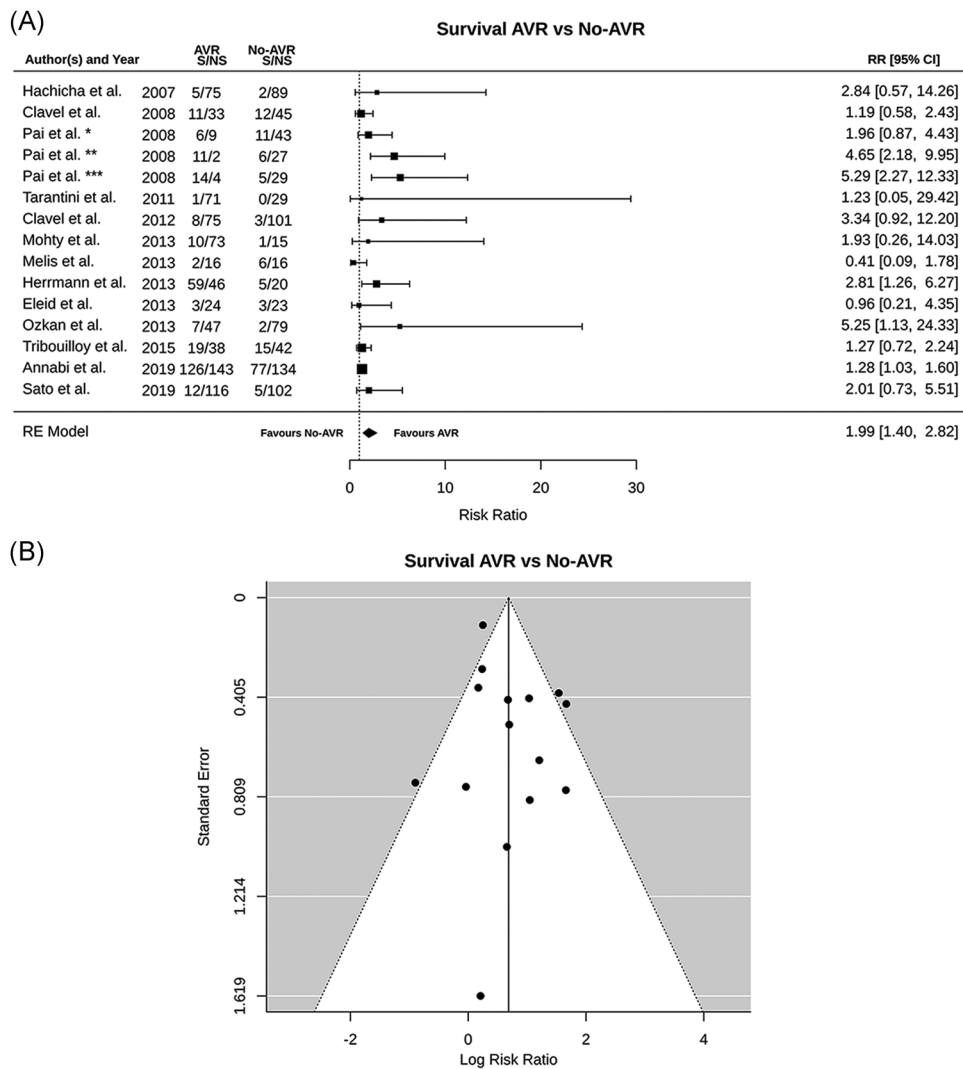 (A)
Survival AVR vs No-AVR
AVR No-AVR
Author(s) and Year S/NS S/NS RR [95% CI]
Hachicha et al. 2007 5/75 2/89 2.84 [0.57, 14.26]
Clavel et al. 2008 11/33 12/45 1.19 [0.58, 2.43]
Pai et al. * 2008 6/9 11/43 1.96 [0.87, 4.43]
Pai et al. ** 2008 11/2 6/27 4.65 [2.18, 9.95]
Pai et al. *** 2008 14/4 5/29 5.29 [2.27, 12.33]
Tarantini et al. 2011 1/71 0/29 1.23 [0.05, 29.42]
Clavel et al. 2012 8/75 3/101 3.34 [0.92, 12.20]
Mohty et al. 2013 10/73 1/15 1.93 [0.26, 14.03]
Melis et al. 2013 2/16 6/16 0.41 [0.09, 1.78]
Herrmann et al. 2013 59/46 5/20 2.81 [1.26, 6.27]
Eleid et al. 2013 3/24 3/23 0.96 [0.21, 4.35]
Ozkan et al. 2013 7/47 2/79 5.25 [1.13, 24.33]
Tribouilloy et al. 2015 19/38 15/42 1.27 [0.72, 2.24]
Annabi et al. 2019 126/143 77/134 1.28 [1.03, 1.60]
Sato et al. 2019 12/116 5/102 2.01 [0.73, 5.51]
RE Model Favours No-AVR Favours AVR 1.99 [1.40, 2.82]
0 10 20 30
Risk Ratio
(B)
Survival AVR vs No-AVR
Standard Error
0
0.405
0.809
1.214
1.619
-2 0 2 4
Log Risk Ratio